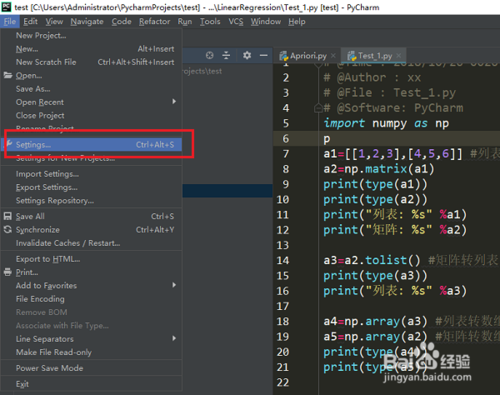 test [C:\Users\Administrator\PycharmProjects\test] - ...\LinearRegression\Test_1.py [test] - PyCharm
File Edit View Navigate Code Refactor Run Tools VCS Window Help
New Project...
New... Alt+Insert
New Scratch File Ctrl+Alt+Shift+Insert
Open...
Save As...
Open Recent
Close Project
Rename Project...
Settings... Ctrl+Alt+S
Settings for New Projects...
Import Settings...
Export Settings...
Settings Repository...
Save All Ctrl+S
Synchronize Ctrl+Alt+Y
Invalidate Caches / Restart...
Export to HTML...
Print...
Add to Favorites
File Encoding
Remove BOM
Associate with File Type...
Line Separators
Make File Read-only
Power Save Mode
Exit
rojects\test
Apriori.py Test_1.py
2 # @Author : xx
3 # @File : Test_1.py
4 # @Software: PyCharm
5 import numpy as np
6 p
7 a1=[[1,2,3],[4,5,6]] #列表
8 a2=np.matrix(a1)
9 print(type(a1))
10 print(type(a2))
11 print("列表: %s" %a1)
12 print("矩阵: %s" %a2)
13
14 a3=a2.tolist() #矩阵转列表
15 print(type(a3))
16 print("列表: %s" %a3)
17
18 a4=np.array(a3) #列表转数组
19 a5=np.array(a2) #矩阵转数组
20 print(type(a4))
21 print(type(a5))
22
Baidu 经验
jingyan.baidu.com